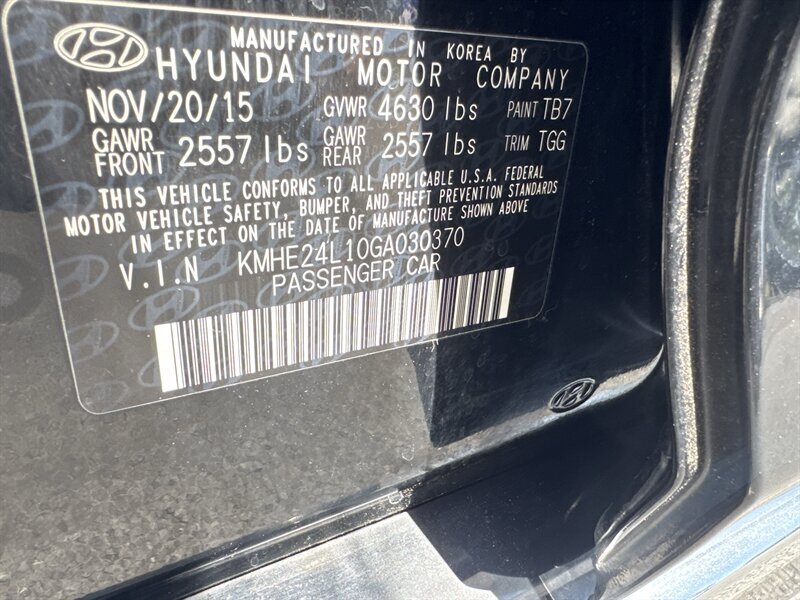 MANUFACTURED IN KOREA BY
HYUNDAI MOTOR COMPANY
NOV/20/15 GVWR 4630 lbs PAINT TB7
GAWR FRONT 2557 lbs GAWR REAR 2557 lbs TRIM TGG
THIS VEHICLE CONFORMS TO ALL APPLICABLE U.S.A. FEDERAL
MOTOR VEHICLE SAFETY, BUMPER, AND THEFT PREVENTION STANDARDS
IN EFFECT ON THE DATE OF MANUFACTURE SHOWN ABOVE
V.I.N KMHE24L10GA030370
PASSENGER CAR